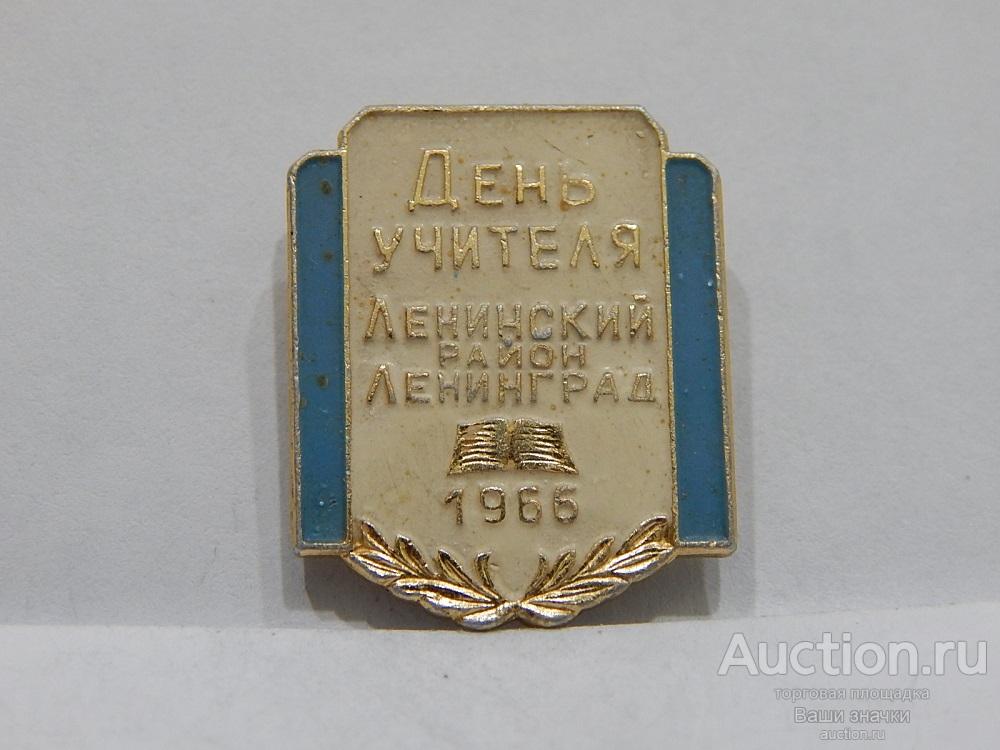 День
учителя
Ленинский
район
Ленинград
1966
Auction.ru
торговая площадка
Ваши значки
auction.ru